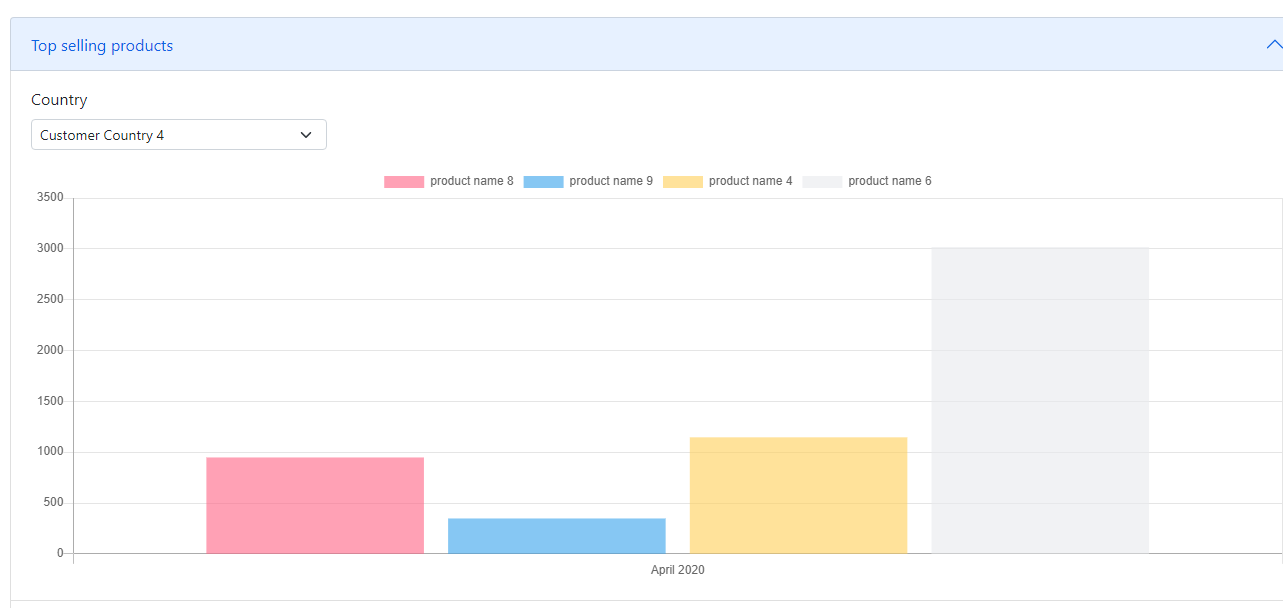 Top selling products
Country
Customer Country 4
product name 8 product name 9 product name 4 product name 6
3500
3000
2500
2000
1500
1000
500
0
April 2020